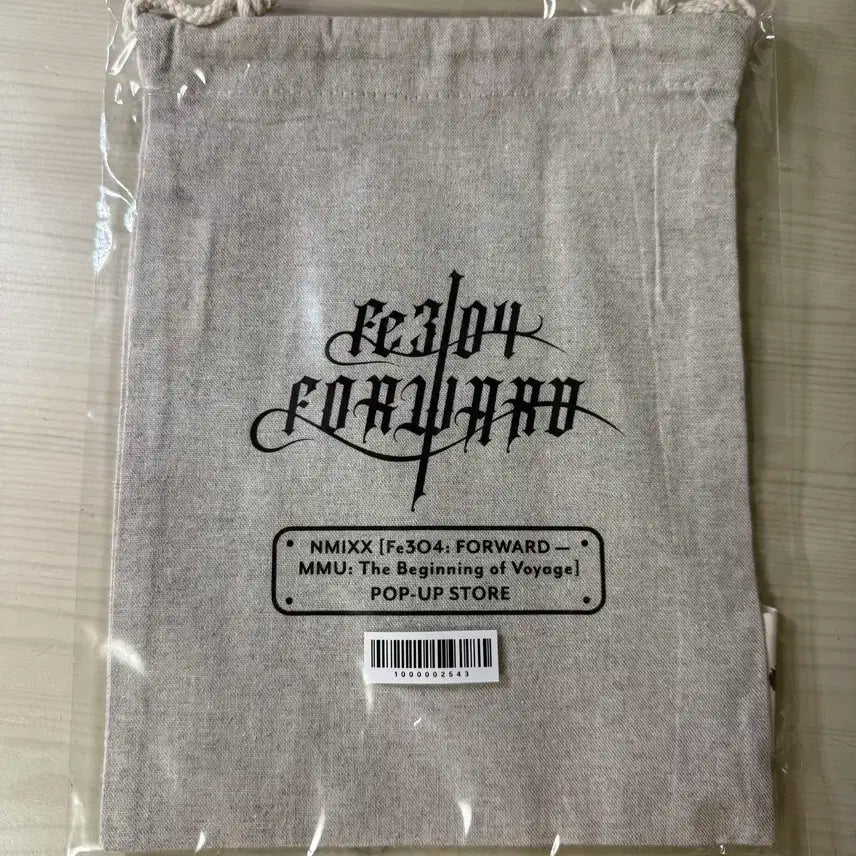 Fe3O4
FORWARD
NMIXX [Fe3O4: FORWARD —
MMU: The Beginning of Voyage]
POP-UP STORE
1000002543